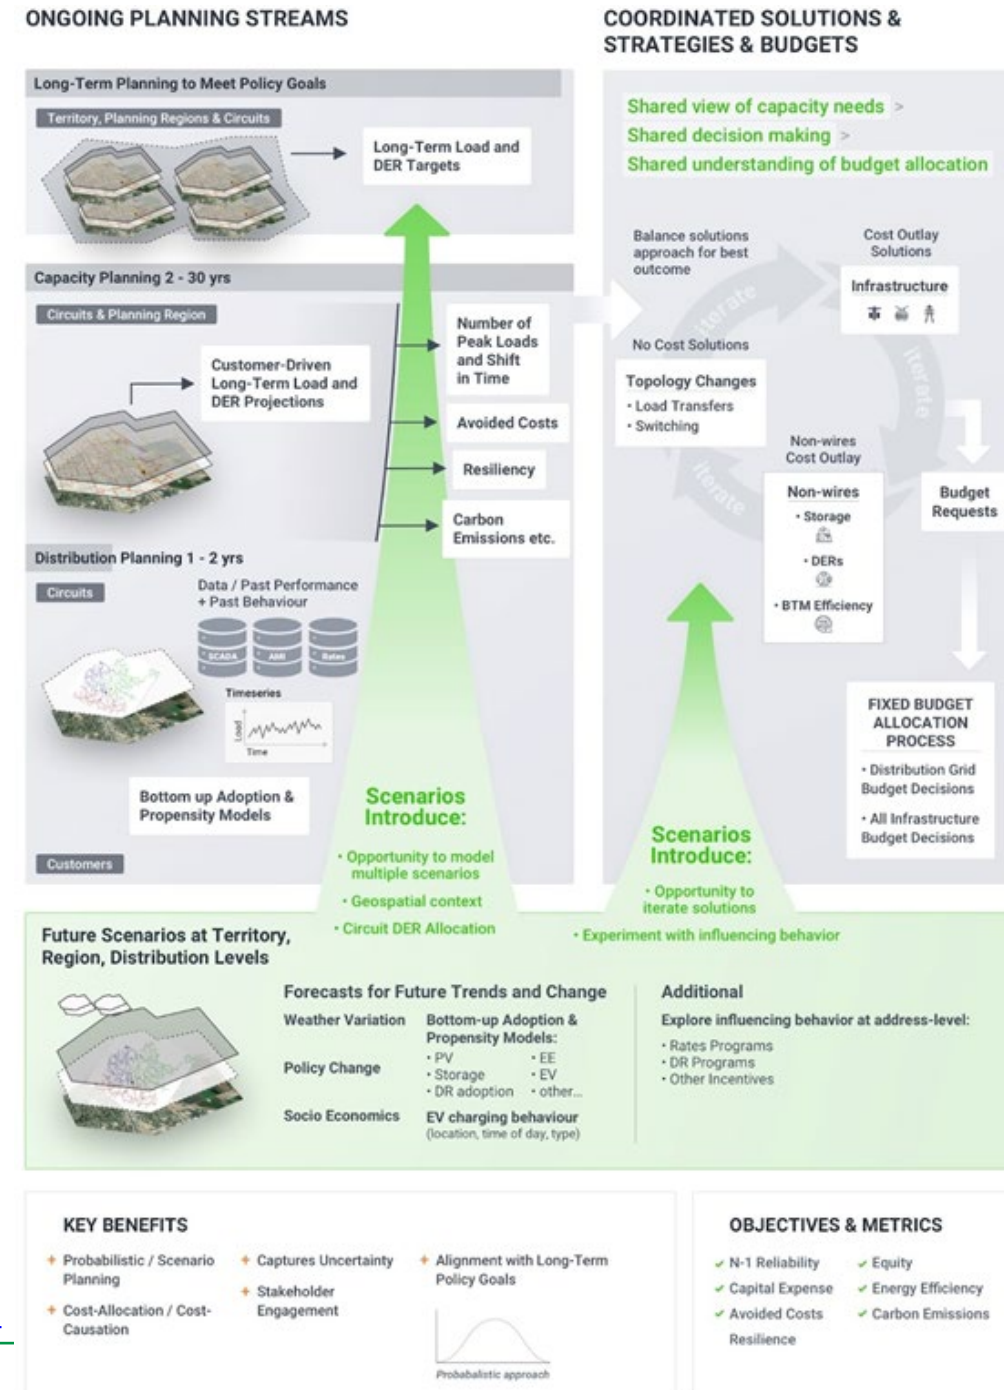 ONGOING PLANNING STREAMS
Long-Term Planning to Meet Policy Goals
Territory, Planning Regions & Circuits
Long-Term Load and
DER Targets
Capacity Planning 2 - 30 yrs
Circuits & Planning Region
Customer-Driven
Long-Term Load and
DER Projections
Number of
Peak Loads
and Shift
in Time
Avoided Costs
Resiliency
Carbon
Emissions etc.
Distribution Planning 1 - 2 yrs
Circuits
Data / Past Performance
+ Past Behaviour
SCADA
AMI
Rates
Timeseries
Load
Time
Bottom up Adoption &
Propensity Models
Customers
Scenarios
Introduce:
• Opportunity to model
multiple scenarios
• Geospatial context
• Circuit DER Allocation
COORDINATED SOLUTIONS &
STRATEGIES & BUDGETS
Shared view of capacity needs >
Shared decision making >
Shared understanding of budget allocation
Balance solutions
approach for best
outcome
Cost Outlay
Solutions
Infrastructure
iterate
iterate
iterate
No Cost Solutions
Topology Changes
• Load Transfers
• Switching
Non-wires
Cost Outlay
Non-wires
• Storage
• DERs
• BTM Efficiency
Budget
Requests
FIXED BUDGET
ALLOCATION
PROCESS
• Distribution Grid
Budget Decisions
• All Infrastructure
Budget Decisions
Scenarios
Introduce:
• Opportunity to
iterate solutions
• Experiment with influencing behavior
Future Scenarios at Territory,
Region, Distribution Levels
Forecasts for Future Trends and Change
Weather Variation
Policy Change
Socio Economics
Bottom-up Adoption &
Propensity Models:
• PV
• Storage
• DR adoption
• EE
• EV
• other...
EV charging behaviour
(location, time of day, type)
Additional
Explore influencing behavior at address-level:
• Rates Programs
• DR Programs
• Other Incentives
KEY BENEFITS
+ Probabilistic / Scenario
Planning
+ Cost-Allocation / Cost-
Causation
+ Captures Uncertainty
+ Stakeholder
Engagement
+ Alignment with Long-Term
Policy Goals
Probabalistic approach
OBJECTIVES & METRICS
✓ N-1 Reliability
✓ Capital Expense
✓ Avoided Costs
Resilience
✓ Equity
✓ Energy Efficiency
✓ Carbon Emissions